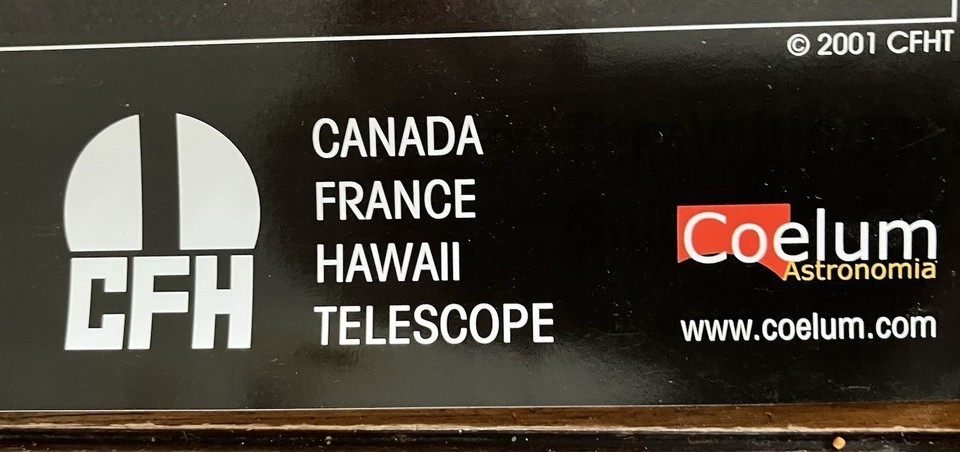 © 2001 CFHT
CFH
CANADA
FRANCE
HAWAII
TELESCOPE
Coelum
Astronomia
www.coelum.com